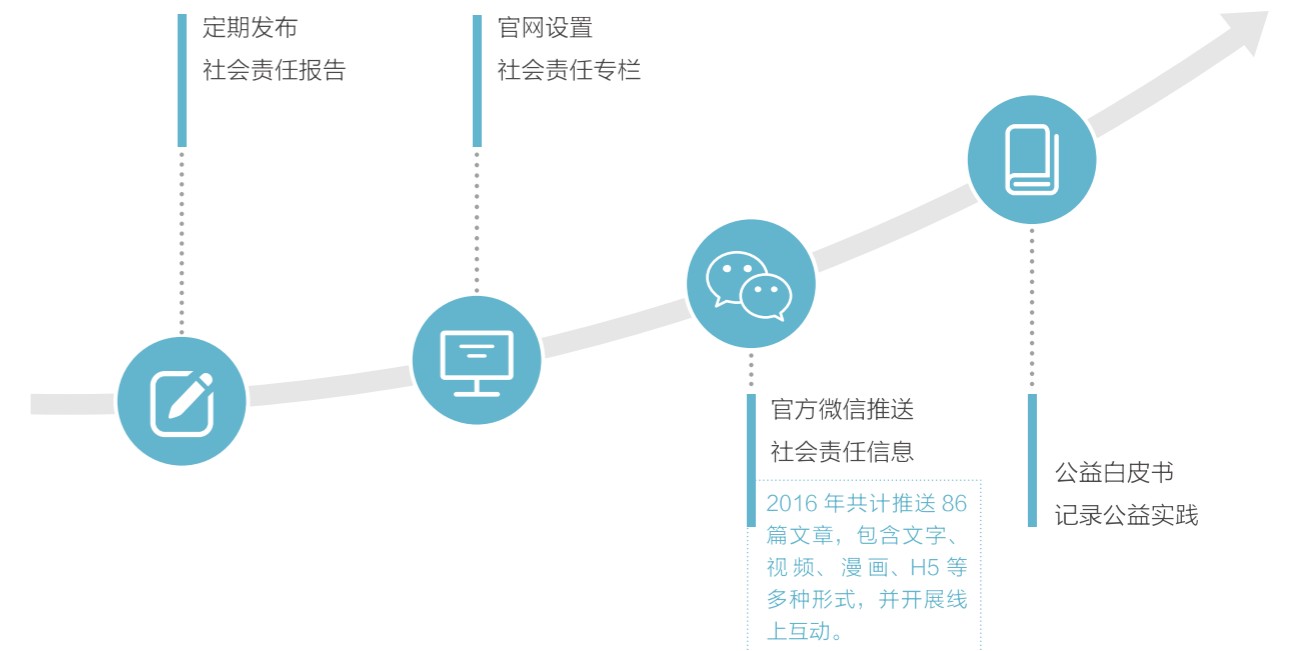 定期发布
社会责任报告
官网设置
社会责任专栏
官方微信推送
社会责任信息
2016 年共计推送 86
篇文章，包含文字、
视频、漫画、H5 等
多种形式，并开展线
上互动。
公益白皮书
记录公益实践